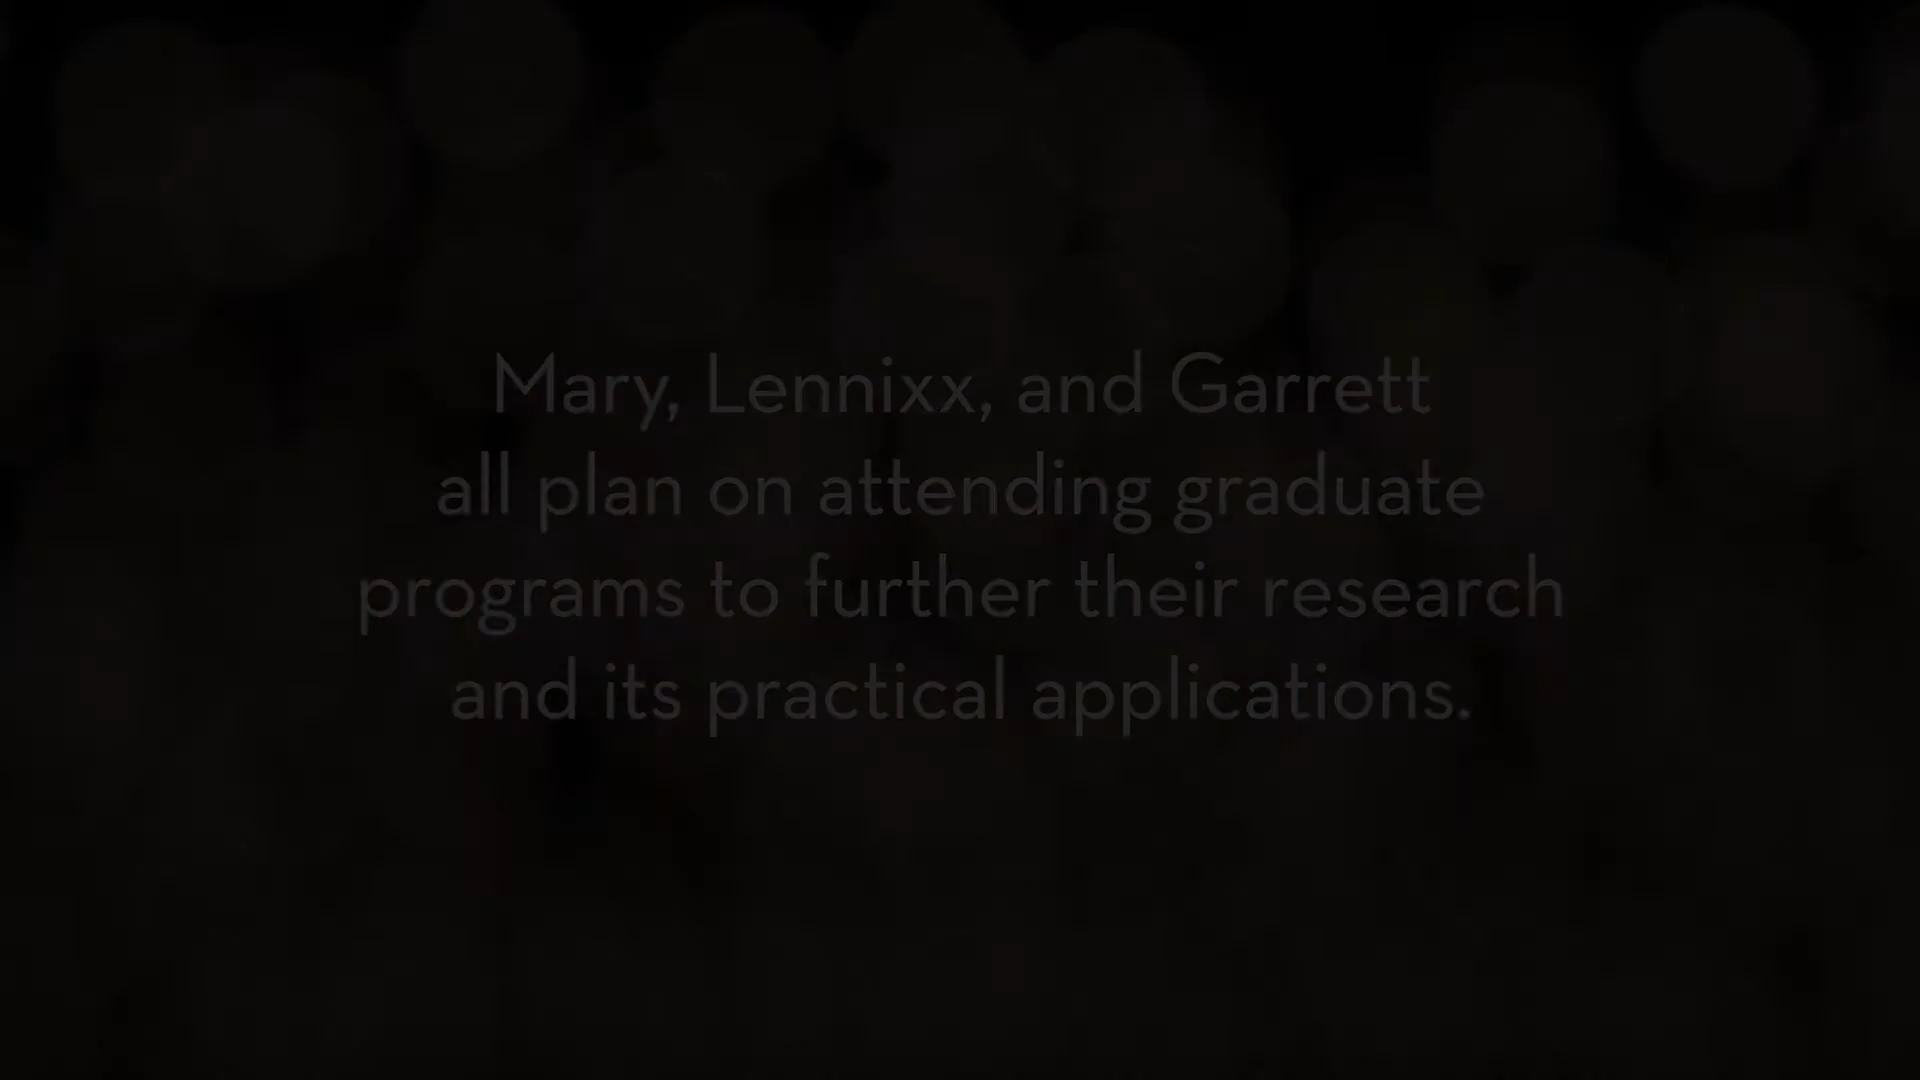 Mary, Lennixx, and Garrett
all plan on attending graduate
programs to further their research
and its practical applications.